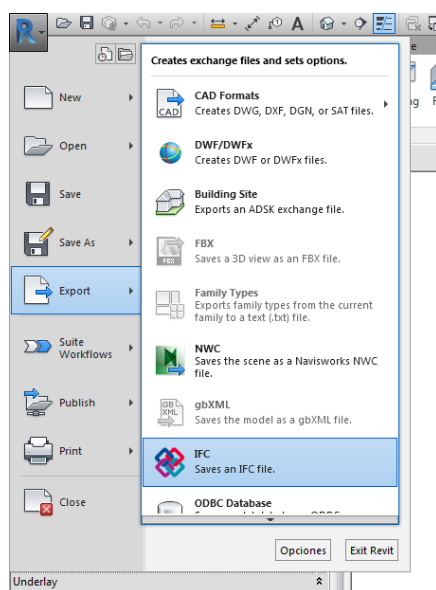 R
A
Creates exchange files and sets options.
New
CAD
CAD Formats
Creates DWG, DXF, DGN, or SAT files.
Open
DWF/DWFx
Creates DWF or DWFx files.
Save
Building Site
Exports an ADSK exchange file.
Save As
FBX
FBX
Saves a 3D view as an FBX file.
Export
Family Types
Exports family types from the current
family to a text (.txt) file.
Suite
Workflows
NWC
Saves the scene as a Navisworks NWC
file.
Publish
GB
XML
gbXML
Saves the model as a gbXML file.
Print
IFC
Saves an IFC file.
Close
ODBC Database
Opciones
Exit Revit
Underlay